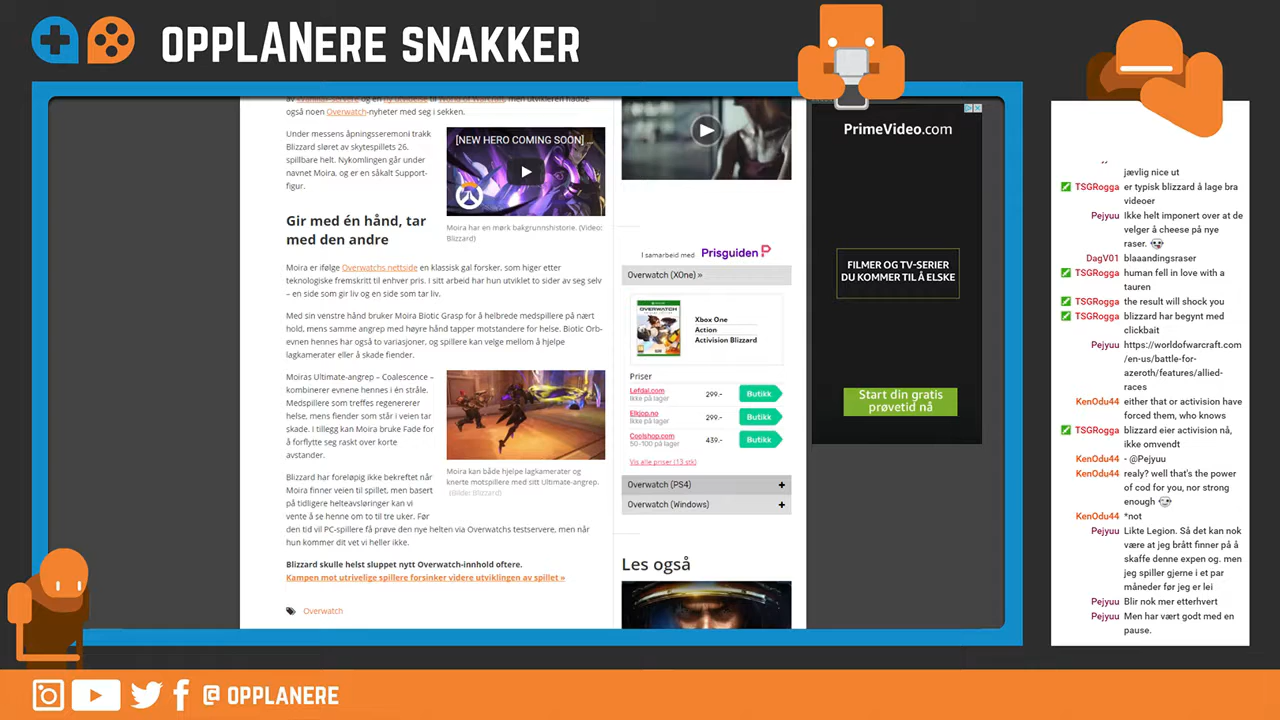 OPPLANERE SNAKKER
også noen Overwatch-nyheter med seg i sekken.
Under messens åpningsseremoni trakk
Blizzard sløret av skytespillets 26.
spillbare helt. Nykomlingen går under
navnet Moira, og er en såkalt Support-
figur.
[NEW HERO COMING SOON]
Moira har en mørk bakgrunnshistorie. (Video:
Blizzard)
Gir med én hånd, tar
med den andre
Moira er ifølge Overwatchs nettside en klassisk gal forsker, som higer etter
teknologiske fremskritt til enhver pris. I sitt arbeid har hun utviklet to sider av seg selv
– en side som gir liv og en side som tar liv.
Med sin venstre hånd bruker Moira Biotic Grasp for å helbrede medspillere på nært
hold, mens samme angrep med høyre hånd tapper motstandere for helse. Biotic Orb-
evnen hennes har også to variasjoner, og spillere kan velge mellom å hjelpe
lagkamerater eller å skade fiender.
Moiras Ultimate-angrep – Coalescence –
kombinerer evnene hennes i én stråle.
Medspillere som treffes regenererer
helse, mens fiender som står i veien tar
skade. I tillegg kan Moira bruke Fade for
å forflytte seg raskt over korte
avstander.
Moira kan både hjelpe lagkamerater og
knerte motspillere med sitt Ultimate-angrep.
(Bilde: Blizzard)
Blizzard har foreløpig ikke bekreftet når
Moira finner veien til spillet, men basert
på tidligere helteavsløringer kan vi
vente å se henne om to til tre uker. Før
den tid vil PC-spillere få prøve den nye helten via Overwatchs testservere, men når
hun kommer dit vet vi heller ikke.
Blizzard skulle helst sluppet nytt Overwatch-innhold oftere.
Kampen mot utrivelige spillere forsinker videre utviklingen av spillet »
Overwatch
I samarbeid med Prisguiden
Overwatch (XOne) »
OVERWATCH
Xbox One
Action
Activision Blizzard
Priser
Lefdal.com
Ikke på lager
299.-
Butikk
Elkjop.no
Ikke på lager
299.-
Butikk
Coolshop.com
50-100 på lager
439.-
Butikk
Vis alle priser (13 stk)
Overwatch (PS4) +
Overwatch (Windows) +
Les også
PrimeVideo.com
FILMER OG TV-SERIER
DU KOMMER TIL Å ELSKE
Start din gratis
prøvetid nå
jævlig nice ut
TSGRogga er typisk blizzard å lage bra
videoer
Pejyuu Ikke helt imponert over at de
velger å cheese på nye
raser.
DagV01 blaaandingsraser
TSGRogga human fell in love with a
tauren
TSGRogga the result will shock you
TSGRogga blizzard har begynt med
clickbait
Pejyuu https://worldofwarcraft.com
/en-us/battle-for-
azeroth/features/allied-
races
KenOdu44 either that or activision have
forced them, who knows
TSGRogga blizzard eier activision nå,
ikke omvendt
KenOdu44 - @Pejyuu
KenOdu44 realy? well that's the power
of cod for you, nor strong
enough
KenOdu44 *not
Pejyuu Likte Legion. Så det kan nok
være at jeg brått finner på å
skaffe denne expen og. men
jeg spiller gjerne i et par
måneder før jeg er lei
Pejyuu Blir nok mer etterhvert
Pejyuu Men har vært godt med en
pause.
@ OPPLANERE